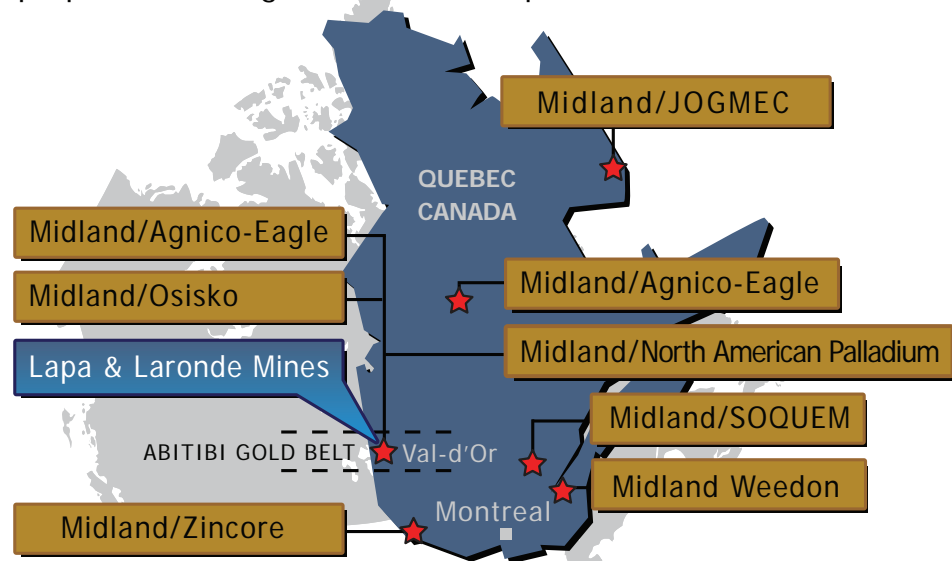 Midland/JOGMEC
QUEBEC
CANADA
Midland/Agnico-Eagle
Midland/Agnico-Eagle
Midland/Osisko
Midland/North American Palladium
Lapa & Laronde Mines
Midland/SOQUEM
ABITIBI GOLD BELT
Val-d'Or
Midland Weedon
Montreal
Midland/Zincore